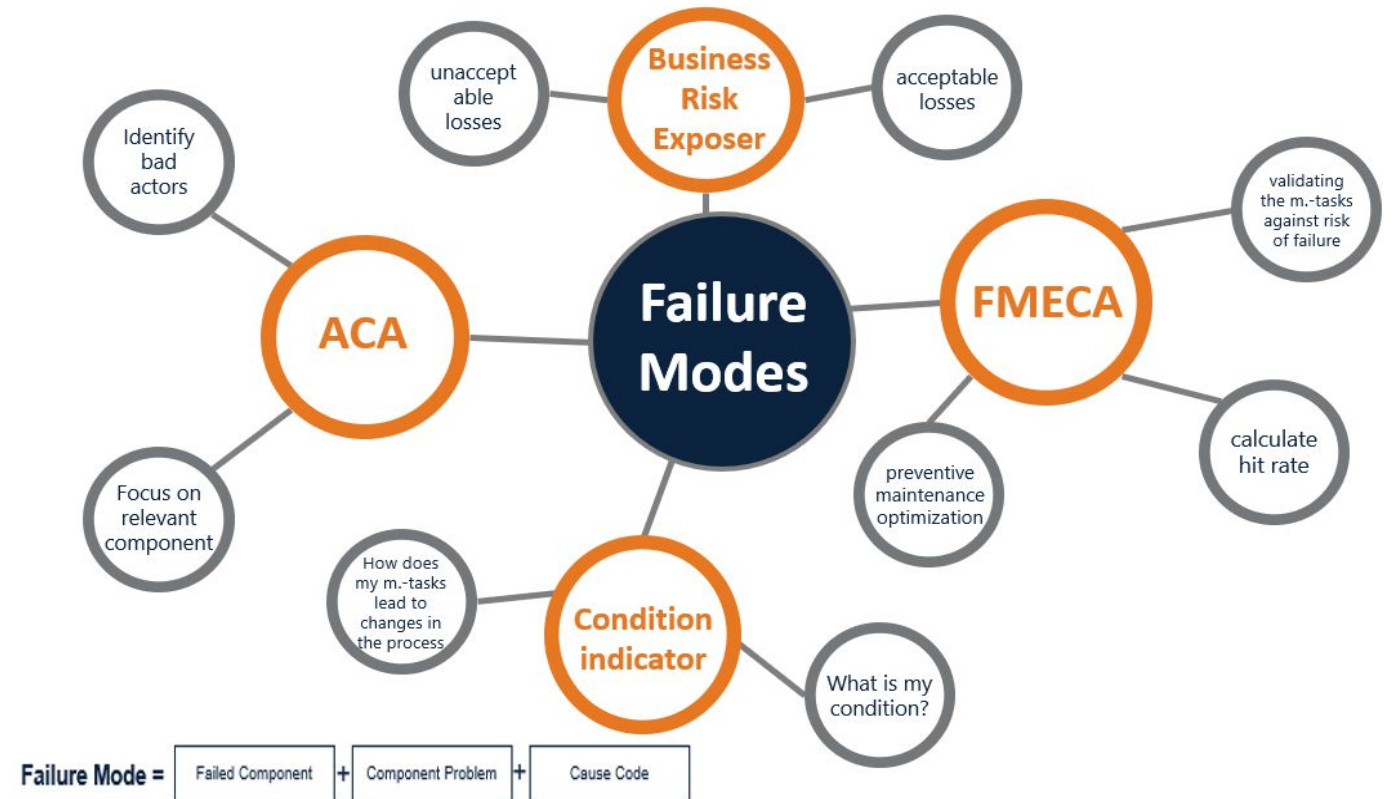 Business
Risk
Exposer
unaccept
able
losses
acceptable
losses
Identify
bad
actors
validating
the m.-tasks
against risk
of failure
Failure
Modes
FMECA
ACA
calculate
hit rate
preventive
maintenance
optimization
Focus on
relevant
component
How does
my m.-tasks
lead to
changes in
the process
Condition
indicator
What is my
condition?
Failure Mode = Failed Component + Component Problem + Cause Code